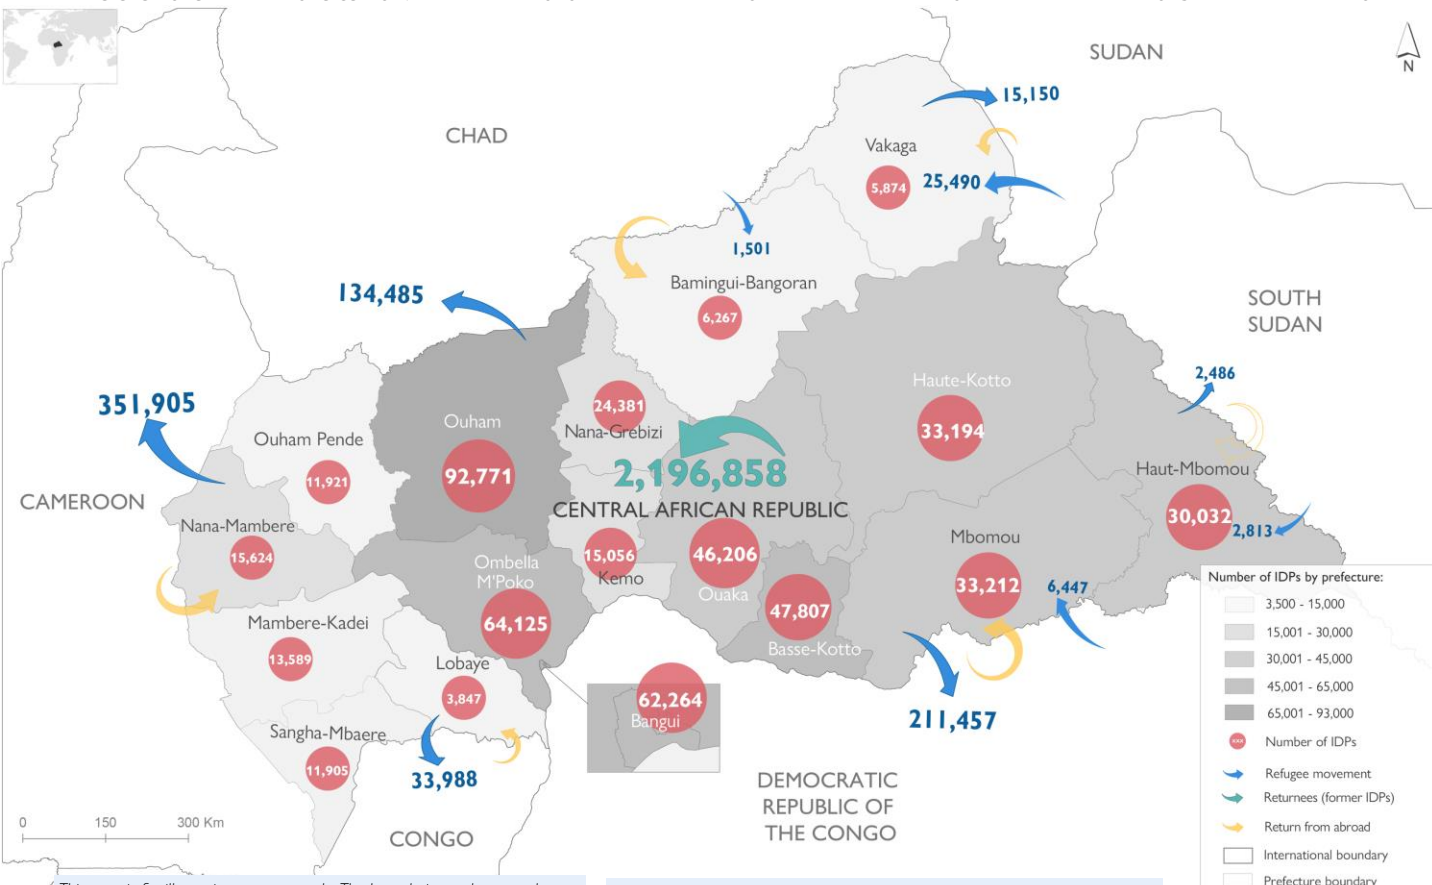 SUDAN
N
15,150
CHAD
Vakaga
5,874
25,490
1,501
Bamingui-Bangoran
6,267
134,485
SOUTH
SUDAN
2,486
Haute-Kotto
33,194
351,905
24,381
Nana-Grebizi
Ouham
92,771
Ouham Pende
11,921
2,196,858
CENTRAL AFRICAN REPUBLIC
Haut-Mbomou
30,032
2,813
CAMEROON
Nana-Mambere
15,624
Ombella
M'Poko
64,125
15,056
Kemo
46,206
Ouaka
Mbomou
33,212
6,447
47,807
Basse-Kotto
Mambere-Kadei
13,589
Lobaye
3,847
62,264
Bangui
211,457
Sangha-Mbaere
11,905
33,988
DEMOCRATIC
REPUBLIC OF
THE CONGO
CONGO
0 150 300 Km
Number of IDPs by prefecture:
3,500 - 15,000
15,001 - 30,000
30,001 - 45,000
45,001 - 65,000
65,001 - 93,000
xxx Number of IDPs
Refugee movement
Returnees (former IDPs)
Return from abroad
International boundary
Prefecture boundary